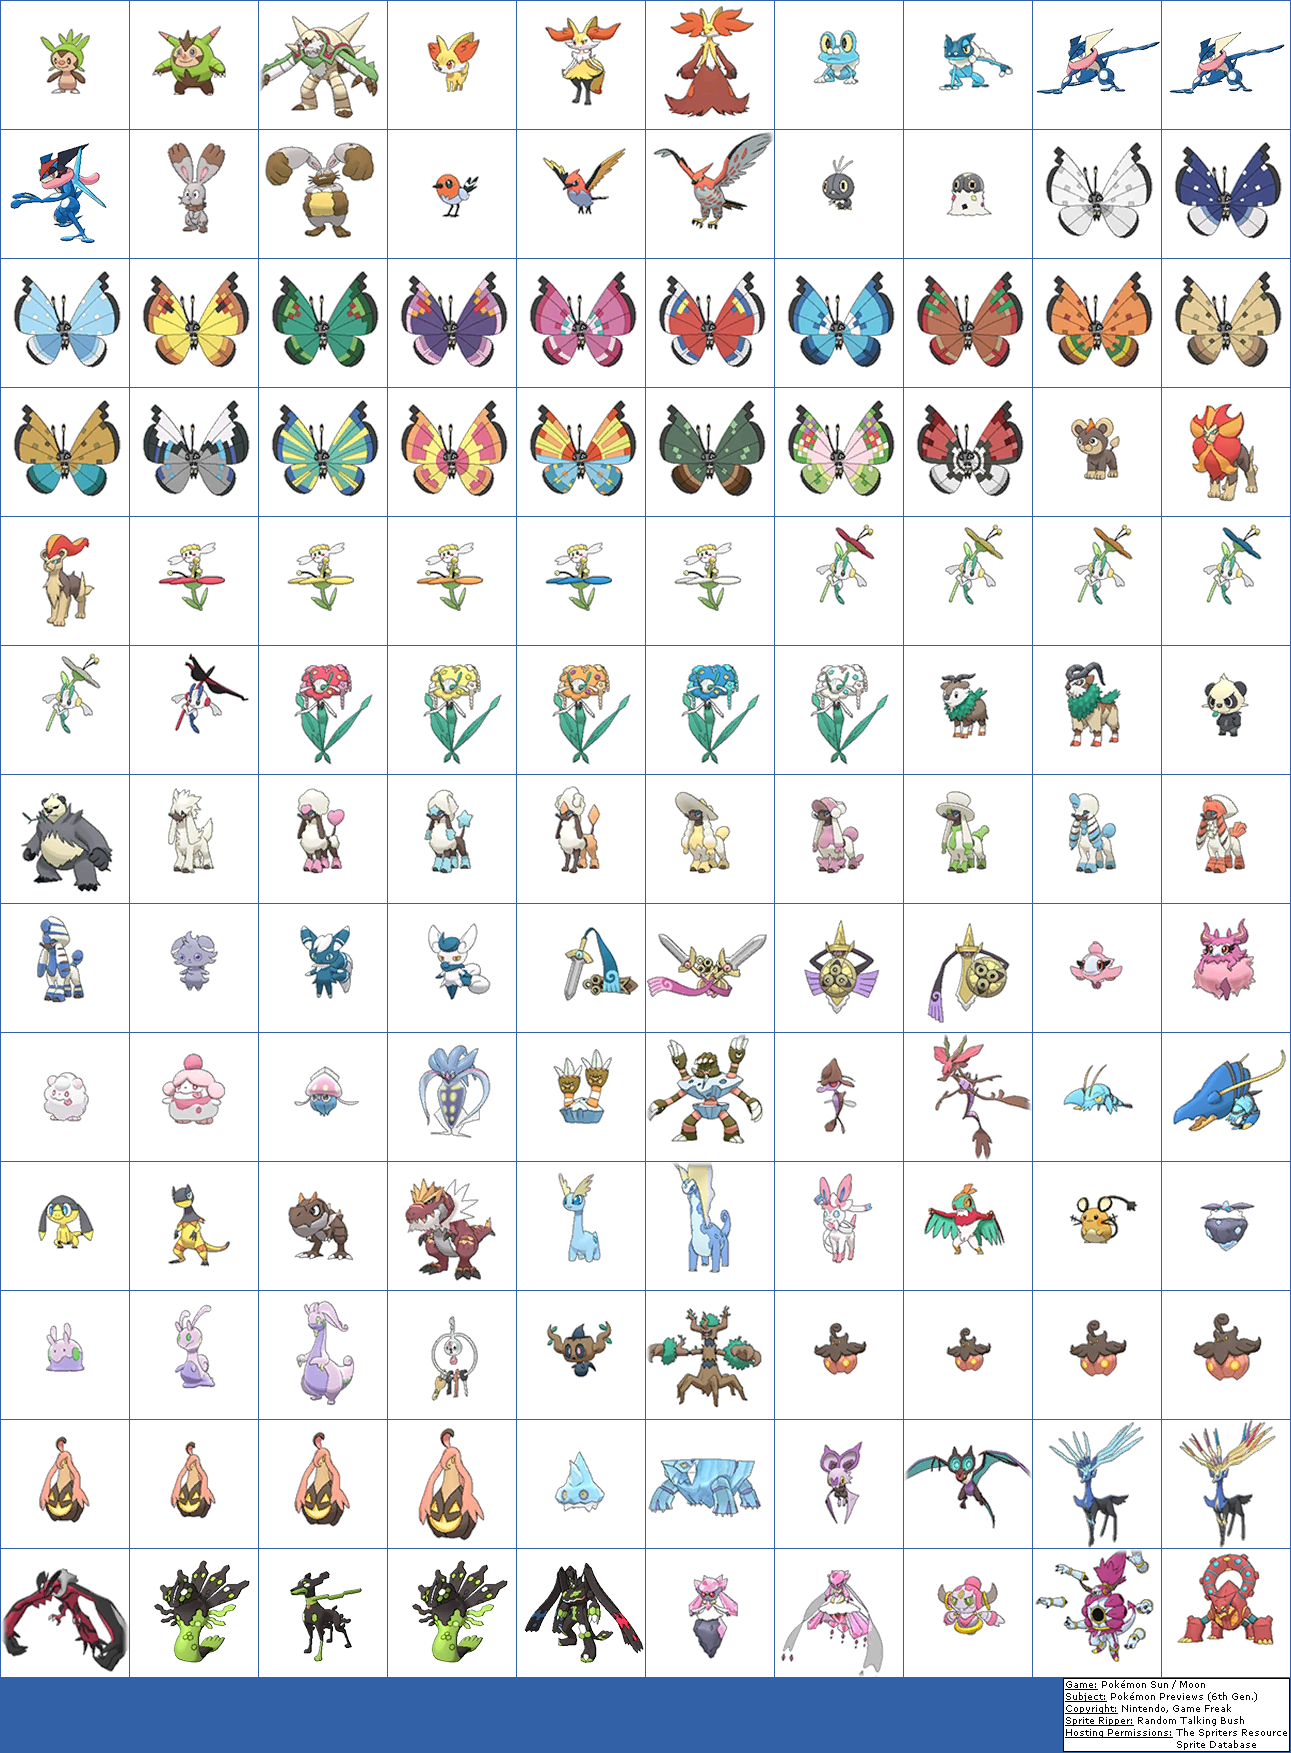 Game: Pokémon Sun / Moon
Subject: Pokémon Previews (6th Gen.)
Copyright: Nintendo, Game Freak
Sprite Ripper: Random Talking Bush
Hosting Permissions: The Spriters Resource
Sprite Database